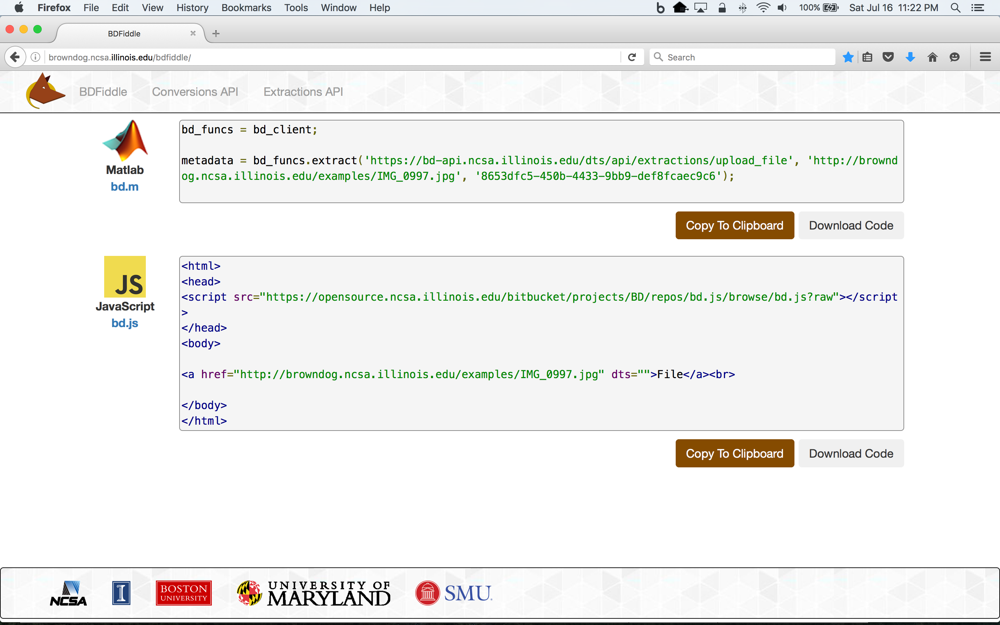 Firefox File Edit View History Bookmarks Tools Window Help 100% Sat Jul 16 11:22 PM
BDFiddle
browndog.ncsa.illinois.edu/bdfiddle/ Search
BDFiddle Conversions API Extractions API
Matlab
bd.m
bd_funcs = bd_client;
metadata = bd_funcs.extract('https://bd-api.ncsa.illinois.edu/dts/api/extractions/upload_file', 'http://brownd
og.ncsa.illinois.edu/examples/IMG_0997.jpg', '8653dfc5-450b-4433-9bb9-def8fcaec9c6');
Copy To Clipboard Download Code
JS
JavaScript
bd.js
<html>
<head>
<script src="https://opensource.ncsa.illinois.edu/bitbucket/projects/BD/repos/bd.js/browse/bd.js?raw"></script
>
</head>
<body>
<a href="http://browndog.ncsa.illinois.edu/examples/IMG_0997.jpg" dts="">File</a><br>
</body>
</html>
Copy To Clipboard Download Code
NCSA
I
BOSTON
UNIVERSITY
UNIVERSITY OF
MARYLAND
SMU.